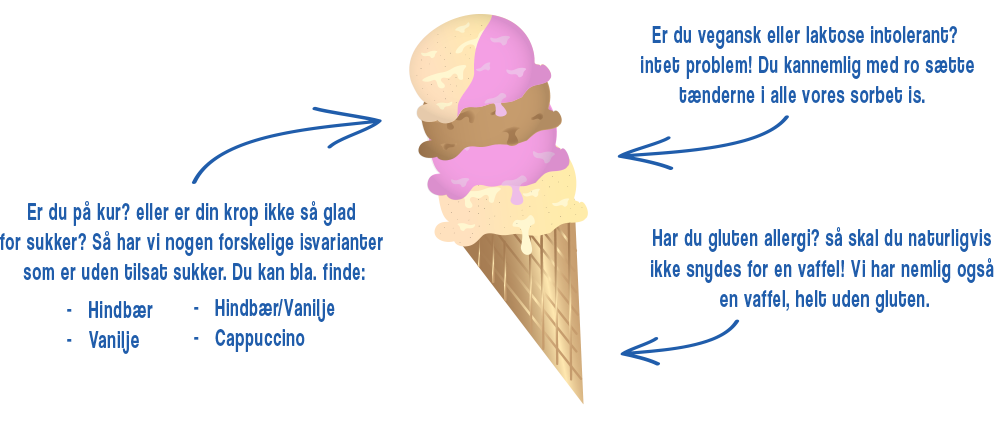 Er du vegansk eller laktose intolerant?
intet problem! Du kannemlig med ro sætte
tænderne i alle vores sorbet is.
Er du på kur? eller er din krop ikke så glad
for sukker? Så har vi nogen forskelige isvarianter
som er uden tilsat sukker. Du kan bla. finde:
- Hindbær
- Vanilje
- Hindbær/Vanilje
- Cappuccino
Har du gluten allergi? så skal du naturligvis
ikke snydes for en vaffel! Vi har nemlig også
en vaffel, helt uden gluten.